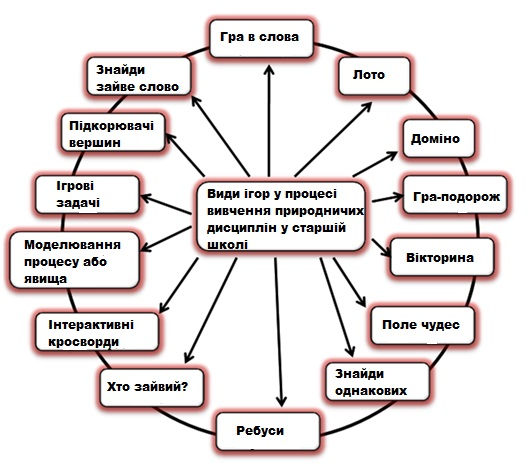 Гра в слова
Знайди
зайве слово
Лото
Підкорювачі
вершин
Доміно
Ігрові
задачі
Види ігор у процесі
вивчення природничих
дисциплін у старшій
школі
Гра-подорож
Моделювання
процесу або
явища
Вікторина
Інтерактивні
кросворди
Поле чудес
Хто зайвий?
Знайди
однакових
Ребуси